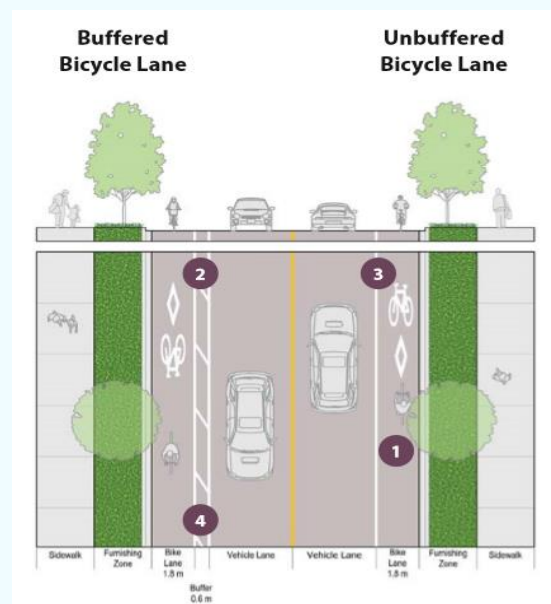 Buffered
Bicycle Lane
Unbuffered
Bicycle Lane
2
3
1
4
Sidewalk
Furnishing
Zone
Bike
Lane
1.8 m
Buffer
0.6 m
Vehicle Lane
Vehicle Lane
Bike
Lane
1.8 m
Furnishing
Zone
Sidewalk